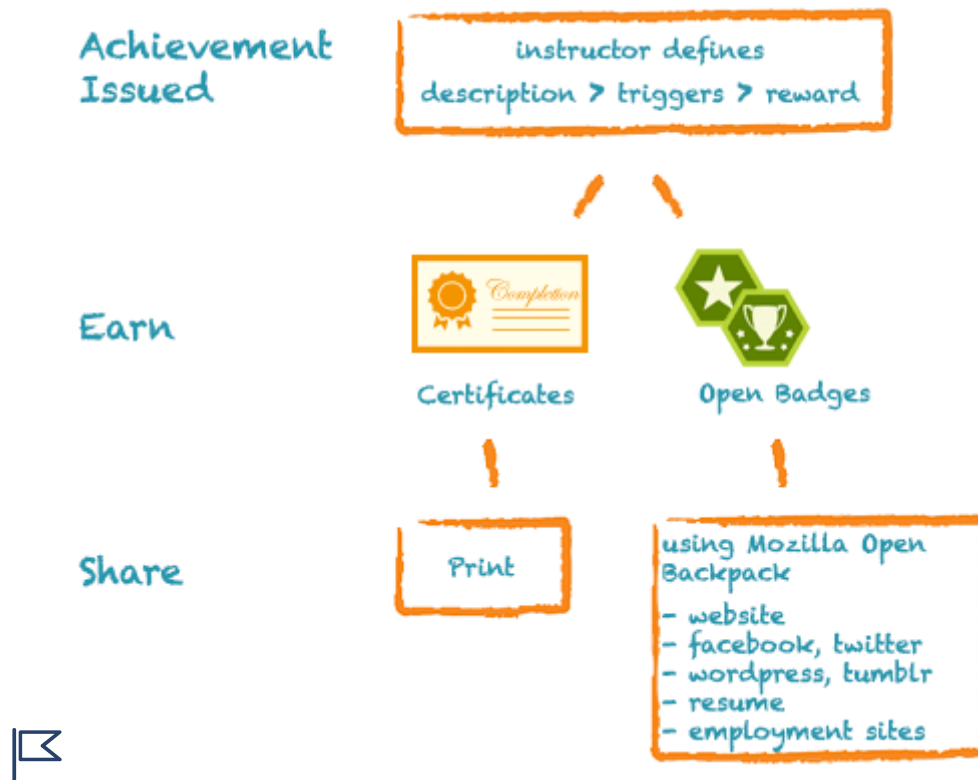 Achievement
Issued
instructor defines
description > triggers > reward
Earn
Completion
Certificates
Open Badges
Share
Print
using Mozilla Open
Backpack
- website
- facebook, twitter
- wordpress, tumblr
- resume
- employment sites